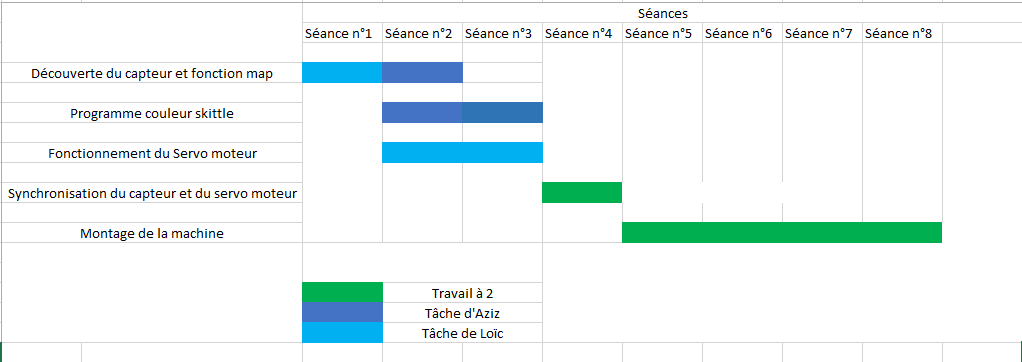 Séances
Séance n°1 Séance n°2 Séance n°3 Séance n°4 Séance n°5 Séance n°6 Séance n°7 Séance n°8
Découverte du capteur et fonction map
Programme couleur skittle
Fonctionnement du Servo moteur
Synchronisation du capteur et du servo moteur
Montage de la machine
Travail à 2
Tâche d'Aziz
Tâche de Loïc